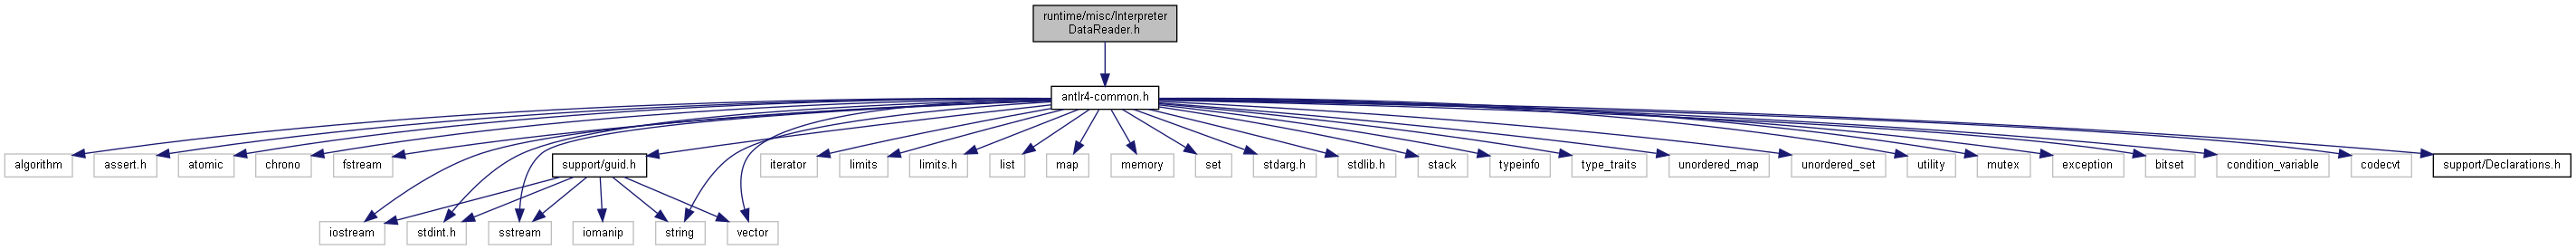 runtime/misc/Interpreter
DataReader.h
antlr4-common.h
algorithm
assert.h
atomic
chrono
fstream
support/guid.h
iterator
limits
limits.h
list
map
memory
set
stdarg.h
stdlib.h
stack
typeinfo
type_traits
unordered_map
unordered_set
utility
mutex
exception
bitset
condition_variable
codecvt
support/Declarations.h
iostream
stdint.h
sstream
iomanip
string
vector